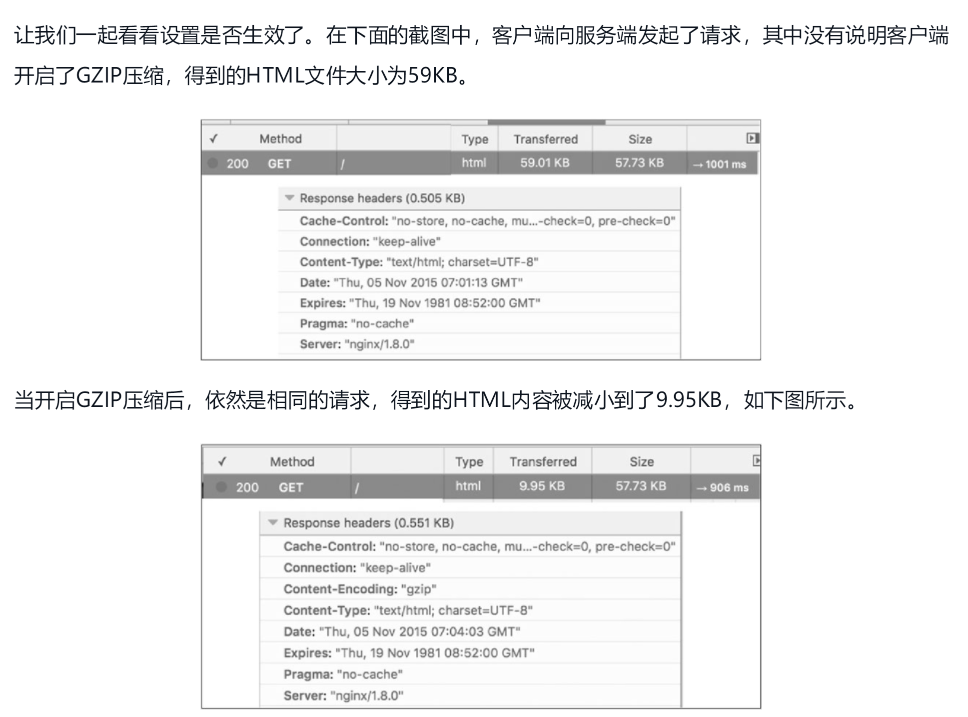 让我们一起看看设置是否生效了。在下面的截图中，客户端向服务端发起了请求，其中没有说明客户端
开启了GZIP压缩，得到的HTML文件大小为59KB。
✓ Method Type Transferred Size
200 GET / html 59.01 KB 57.73 KB →1001 ms
Response headers (0.505 KB)
Cache-Control: "no-store, no-cache, mu...-check=0, pre-check=0"
Connection: "keep-alive"
Content-Type: "text/html; charset=UTF-8"
Date: "Thu, 05 Nov 2015 07:01:13 GMT"
Expires: "Thu, 19 Nov 1981 08:52:00 GMT"
Pragma: "no-cache"
Server: "nginx/1.8.0"
当开启GZIP压缩后，依然是相同的请求，得到的HTML内容被减小到了9.95KB，如下图所示。
✓ Method Type Transferred Size
200 GET / html 9.95 KB 57.73 KB →906 ms
Response headers (0.551 KB)
Cache-Control: "no-store, no-cache, mu...-check=0, pre-check=0"
Connection: "keep-alive"
Content-Encoding: "gzip"
Content-Type: "text/html; charset=UTF-8"
Date: "Thu, 05 Nov 2015 07:04:03 GMT"
Expires: "Thu, 19 Nov 1981 08:52:00 GMT"
Pragma: "no-cache"
Server: "nginx/1.8.0"